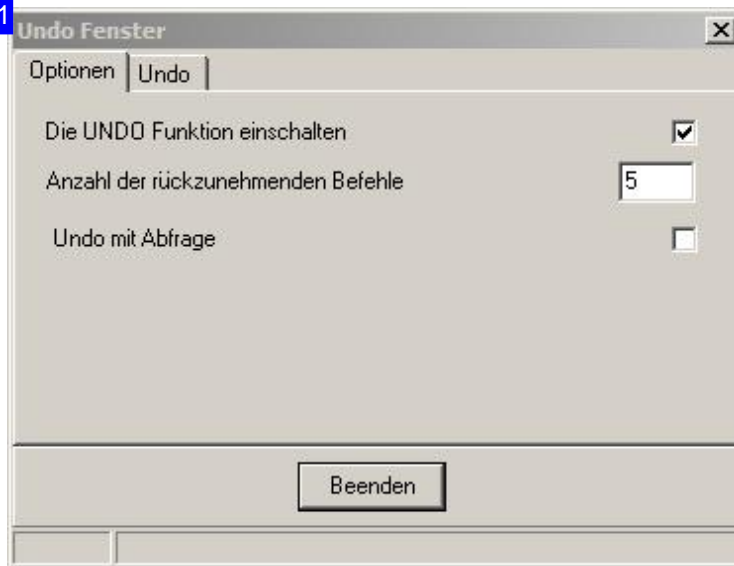 1
Undo Fenster
Optionen Undo
Die UNDO Funktion einschalten
Anzahl der rückzunehmenden Befehle 5
Undo mit Abfrage
Beenden